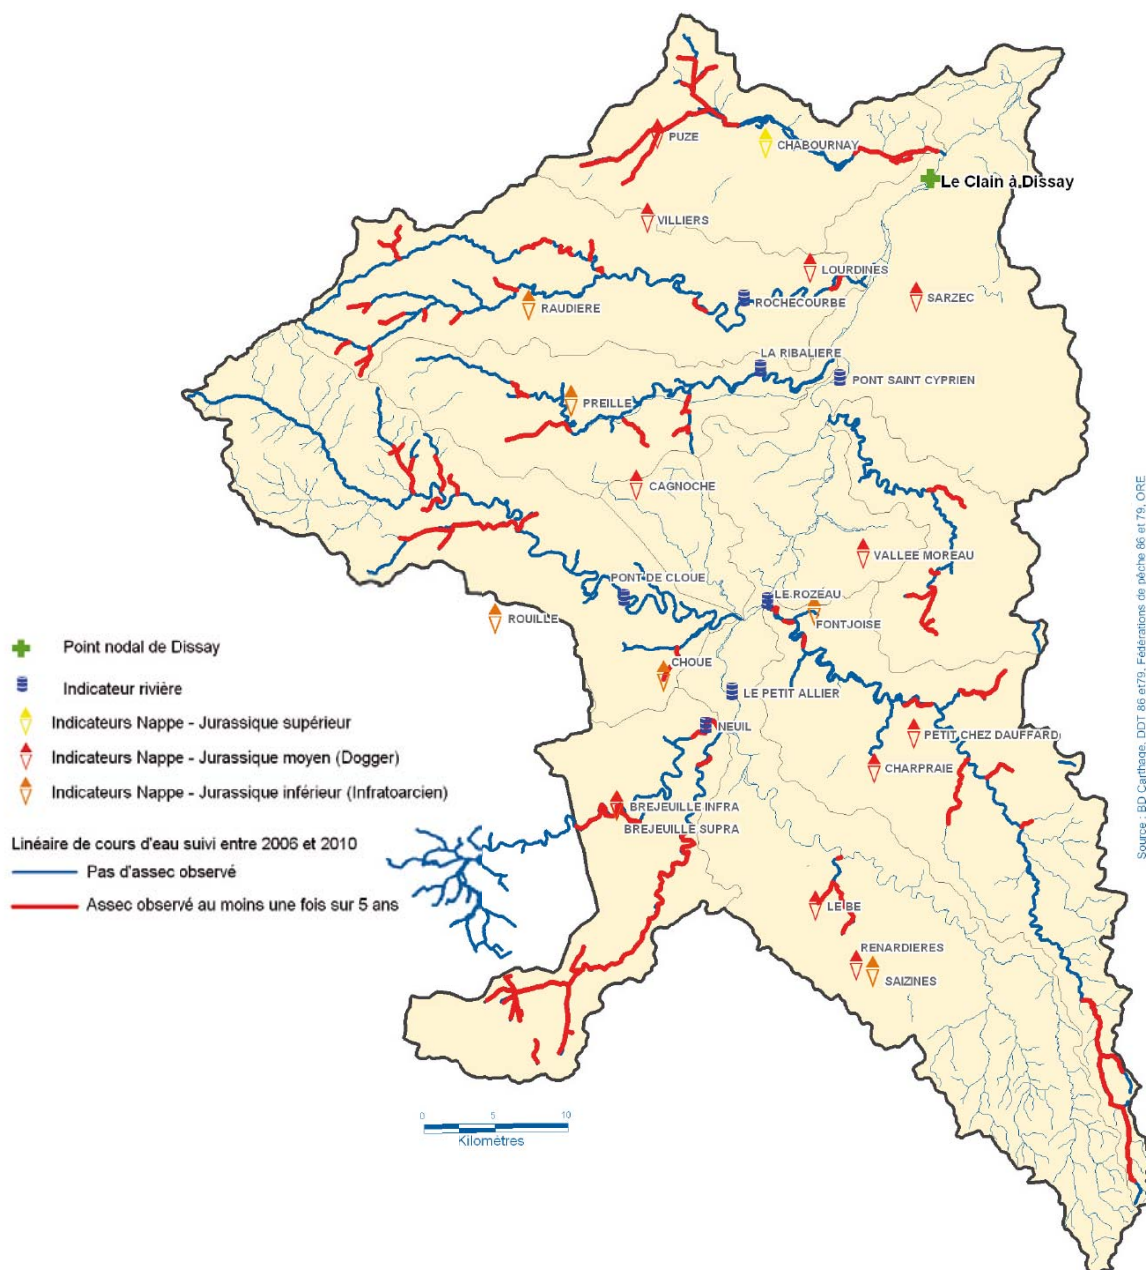 PUZE
CHABOURNAY
Le Clain à Dissay
VILLIERS
LOURDINES
SARZEC
RAUDIERE
ROCHECOURBE
LA RIBALIERE
PONT SAINT CYPRIEN
PREILLE
CAGNOCHE
VALLEE MOREAU
PONT DE CLOUE
LE ROZEAU
ROUILLE
FONTJOISE
CHOUE
LE PETIT ALLIER
NEUIL
PETIT CHEZ DAUFFARD
CHARPRAIE
BREJEUILLE INFRA
BREJEUILLE SUPRA
LE BE
RENARDIERES
SAIZINES
Point nodal de Dissay
Indicateur rivière
Indicateurs Nappe - Jurassique supérieur
Indicateurs Nappe - Jurassique moyen (Dogger)
Indicateurs Nappe - Jurassique inférieur (Infratoarcien)
Linéaire de cours d'eau suivi entre 2006 et 2010
Pas d'assec observé
Assec observé au moins une fois sur 5 ans
0 5 10
Kilomètres
Source : BD Carthage, DDT 86 et79, Fédérations de pêche 86 et 79, ORE